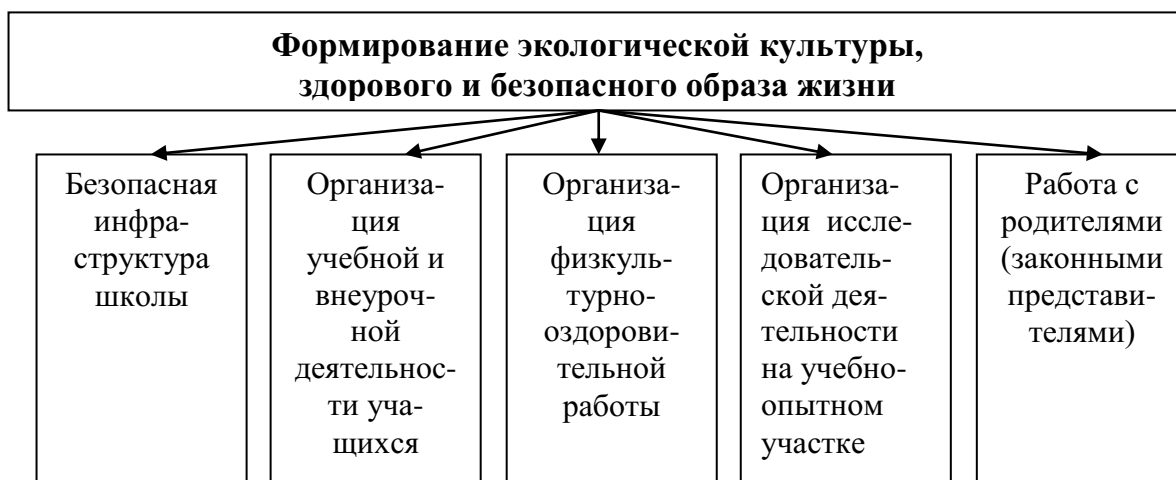 Формирование экологической культуры,
здорового и безопасного образа жизни
Безопасная
инфра-
структура
школы
Организа-
ция
учебной и
внеуроч-
ной
деятельнос-
ти уча-
щихся
Организа-
ция
физкуль-
турно-
оздорови-
тельной
работы
Организа-
ция иссле-
дователь-
ской дея-
тельности
на учебно-
опытном
участке
Работа с
родителями
(законными
представи-
телями)